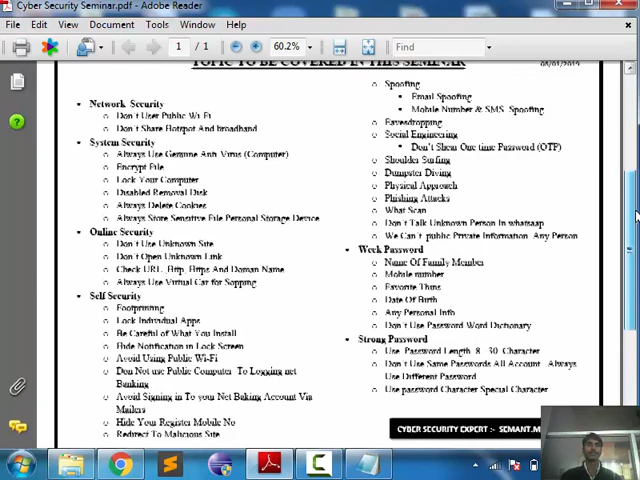 Cyber Security Seminar.pdf - Adobe Reader
File Edit View Document Tools Window Help
1 / 1 60.2% Find
TOPIC TO BE COVERED IN THIS SEMINAR
08/01/2019
Network Security
Don't User Public Wi-Fi
Don't Share Hotspot And broadband
System Security
Always Use Genuine Anti-Virus (Computer)
Encrypt File
Lock Your Computer
Disabled Removal Disk
Always Delete Cookies
Always Store Sensitive File Personal Storage Device
Online Security
Don't Use Unknown Site
Don't Open Unknown Link
Check URL, Http, Https And Doman Name
Always Use Virtual Car for Sopping
Self Security
Footprinting
Lock Individual Apps
Be Careful of What You Install
Hide Notification in Lock Screen
Avoid Using Public Wi-Fi
Don Not use Public Computer To Logging net
Banking
Avoid Signing in To your Net Baking Account Via
Mailers
Hide Your Register Mobile No
Redirect To Malicious Site
Spoofing
Email Spoofing
Mobile Number & SMS Spoofing
Eavesdropping
Social Engineering
Don't Shear One time Password (OTP)
Shoulder Surfing
Dumpster Diving
Physical Approach
Phishing Attacks
What Scan
Don't Talk Unknown Person In whatsaap
We Can't public Private Information Any Person
Week Password
Name Of Family Member
Mobile number
Favorite Thins
Date Of Birth
Any Personal Info
Don't Use Password Word Dictionary
Strong Password
Use Password Length 8 - 30 Character
Don't Use Same Passwords All Account Always
Use Different Password
Use password Character Special Character
CYBER SECURITY EXPERT :- SEMANT.M